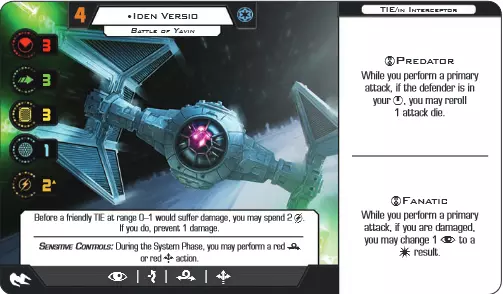 4
•Iden Versio
Battle of Yavin
3
3
3
1
2
Before a friendly TIE at range 0–1 would suffer damage, you may spend 2 .
If you do, prevent 1 damage.
Sensitive Controls: During the System Phase, you may perform a red
or red action.
TIE/in Interceptor
Predator
While you perform a primary
attack, if the defender is in
your , you may reroll
1 attack die.
Fanatic
While you perform a primary
attack, if you are damaged,
you may change 1 to a
result.